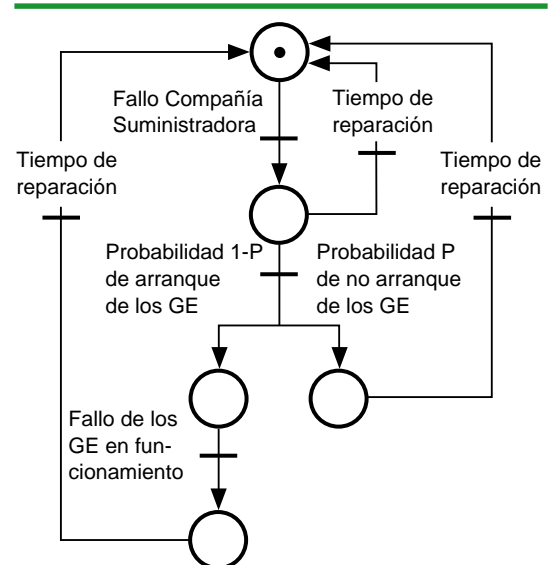 Fallo Compañía
Suministradora
Tiempo de
reparación
Tiempo de
reparación
Tiempo de
reparación
Probabilidad 1-P
de arranque
de los GE
Probabilidad P
de no arranque
de los GE
Fallo de los
GE en fun-
cionamiento